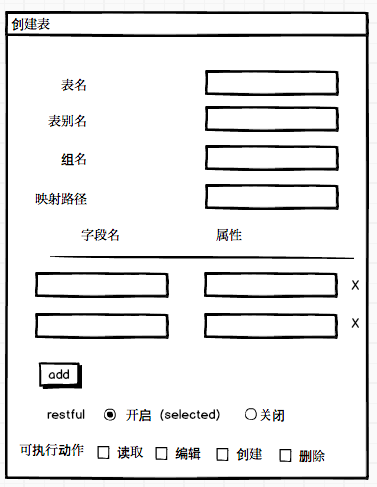 创建表
表名
表别名
组名
映射路径
字段名 属性
X
X
add
restful 开启 (selected) 关闭
可执行动作 读取 编辑 创建 删除